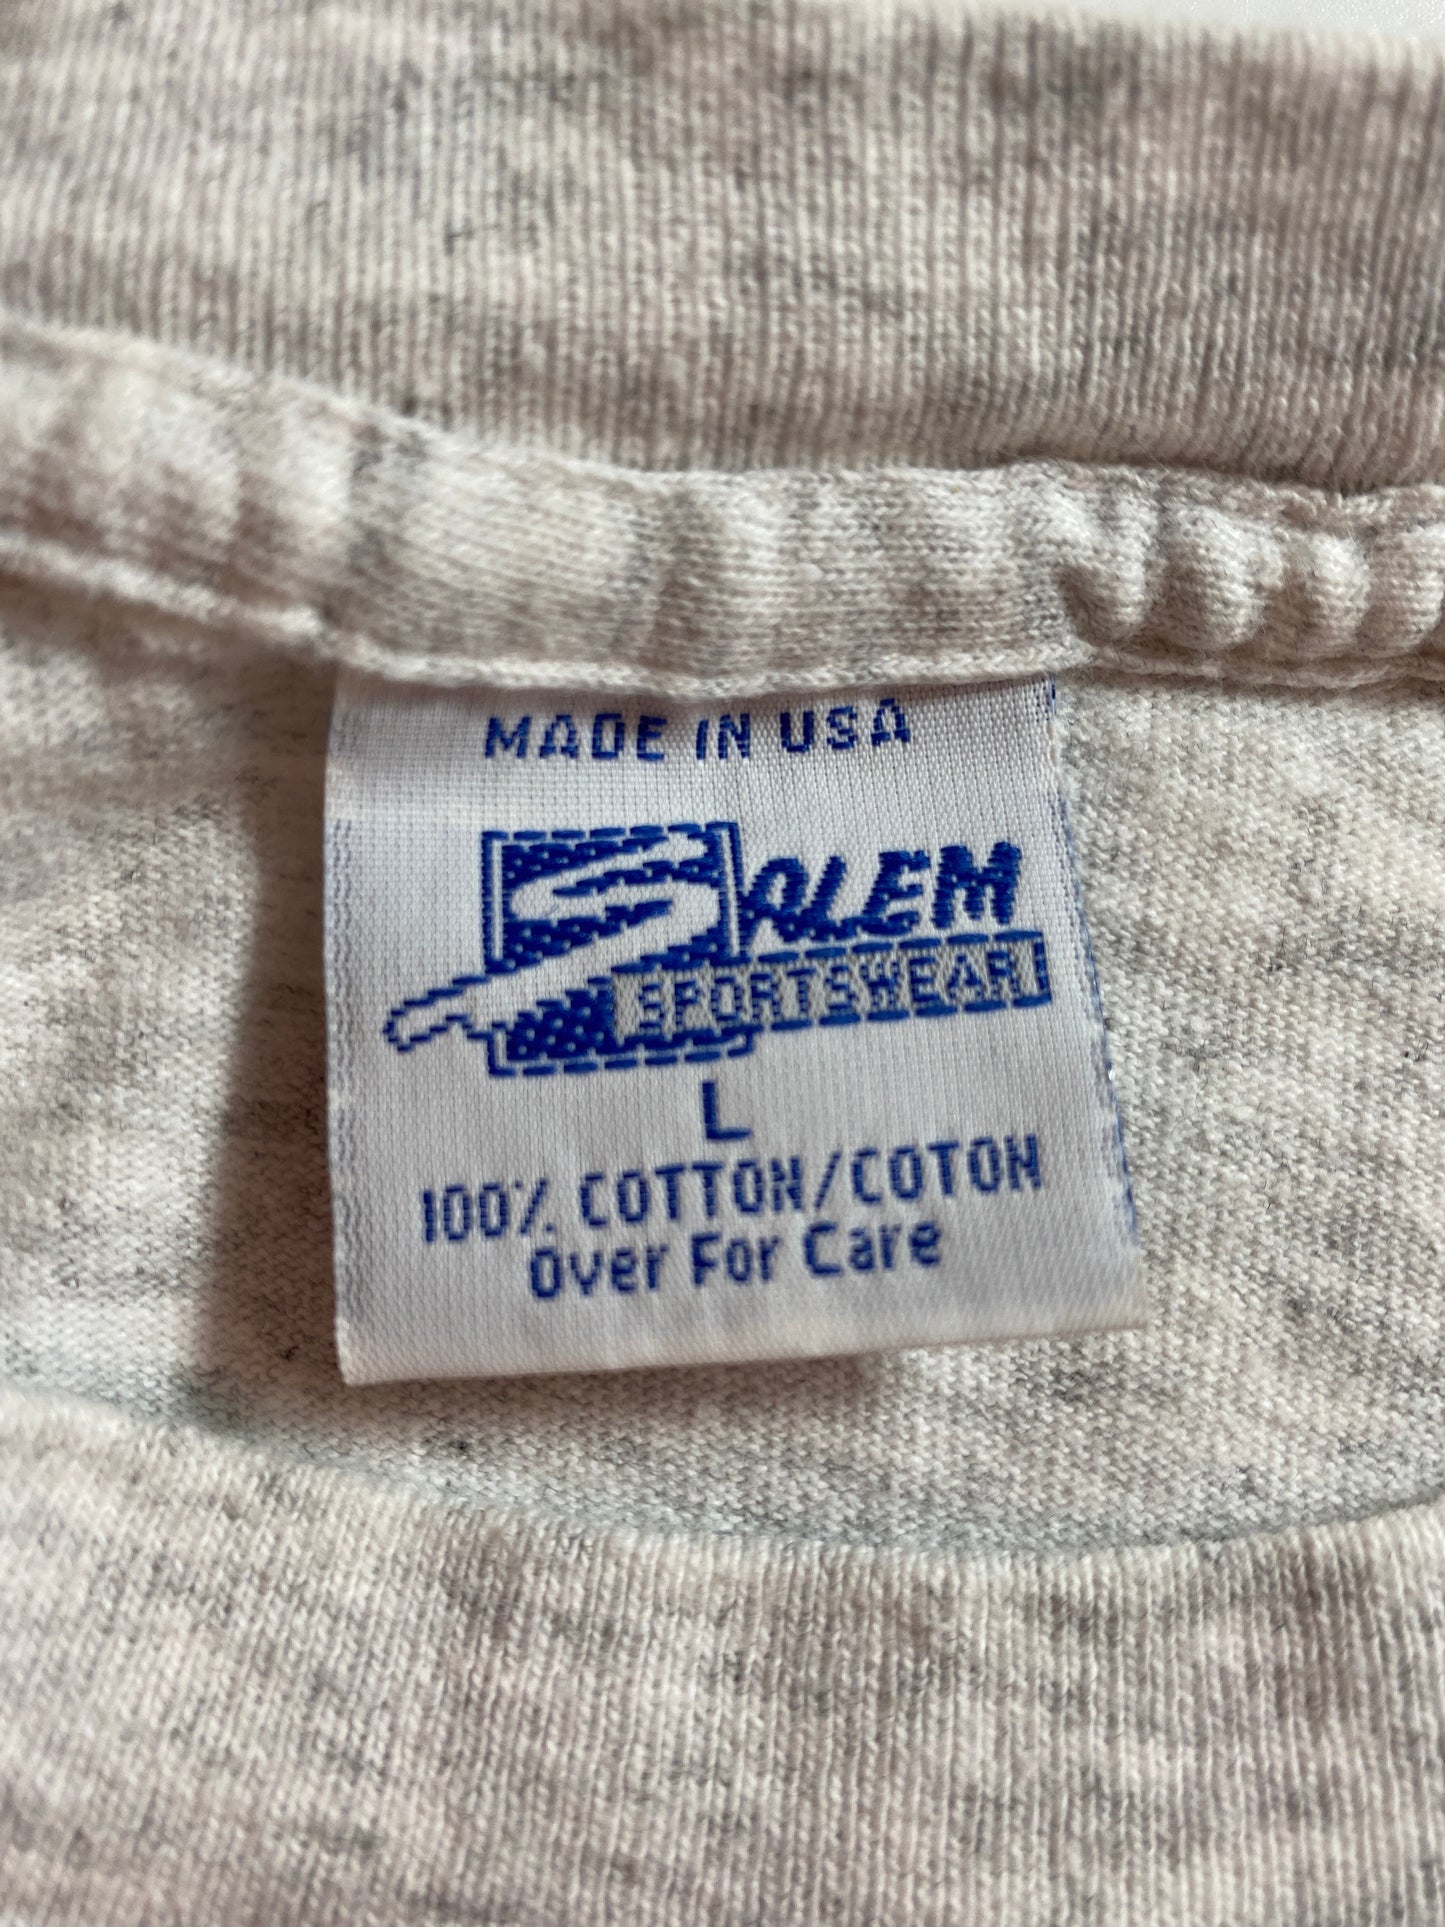 MADE IN USA
SALEM
SPORTSWEAR
L
100% COTTON/COTON
Over For Care